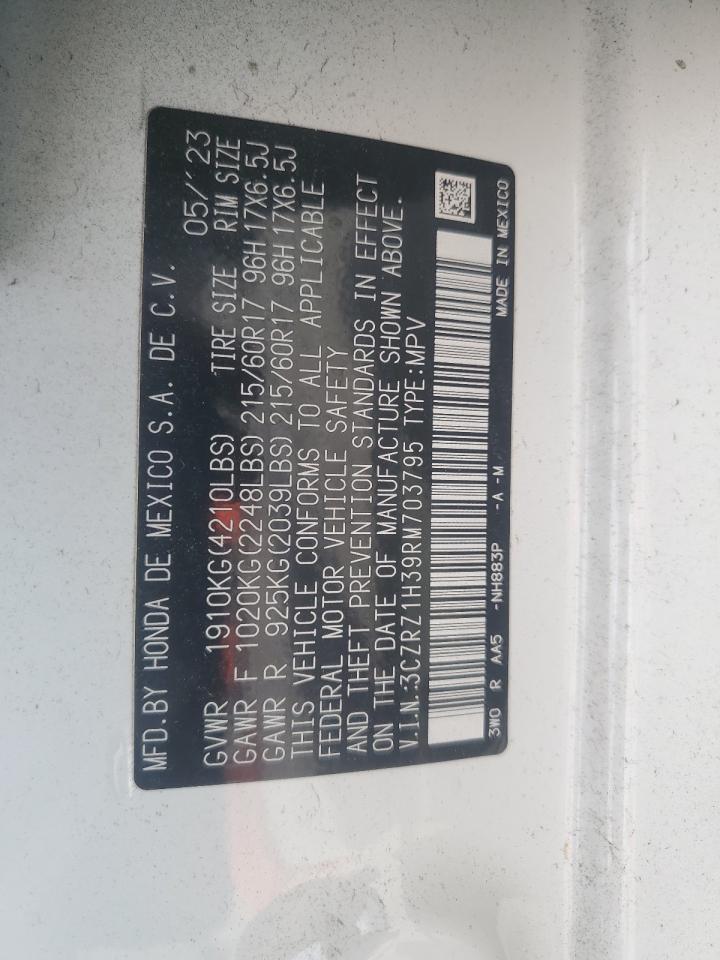 MFD.BY HONDA DE MEXICO S.A. DE C.V. 05/'23
GVWR 1910KG(4210LBS) TIRE SIZE RIM SIZE
GAWR F 1020KG(2248LBS) 215/60R17 96H 17X6.5J
GAWR R 925KG(2039LBS) 215/60R17 96H 17X6.5J
THIS VEHICLE CONFORMS TO ALL APPLICABLE
FEDERAL MOTOR VEHICLE SAFETY
AND THEFT PREVENTION STANDARDS IN EFFECT
ON THE DATE OF MANUFACTURE SHOWN ABOVE.
V.I.N.:3CZRZ1H39RM703795 TYPE:MPV
3W0 R AA5 -NH883P -A -M MADE IN MEXICO